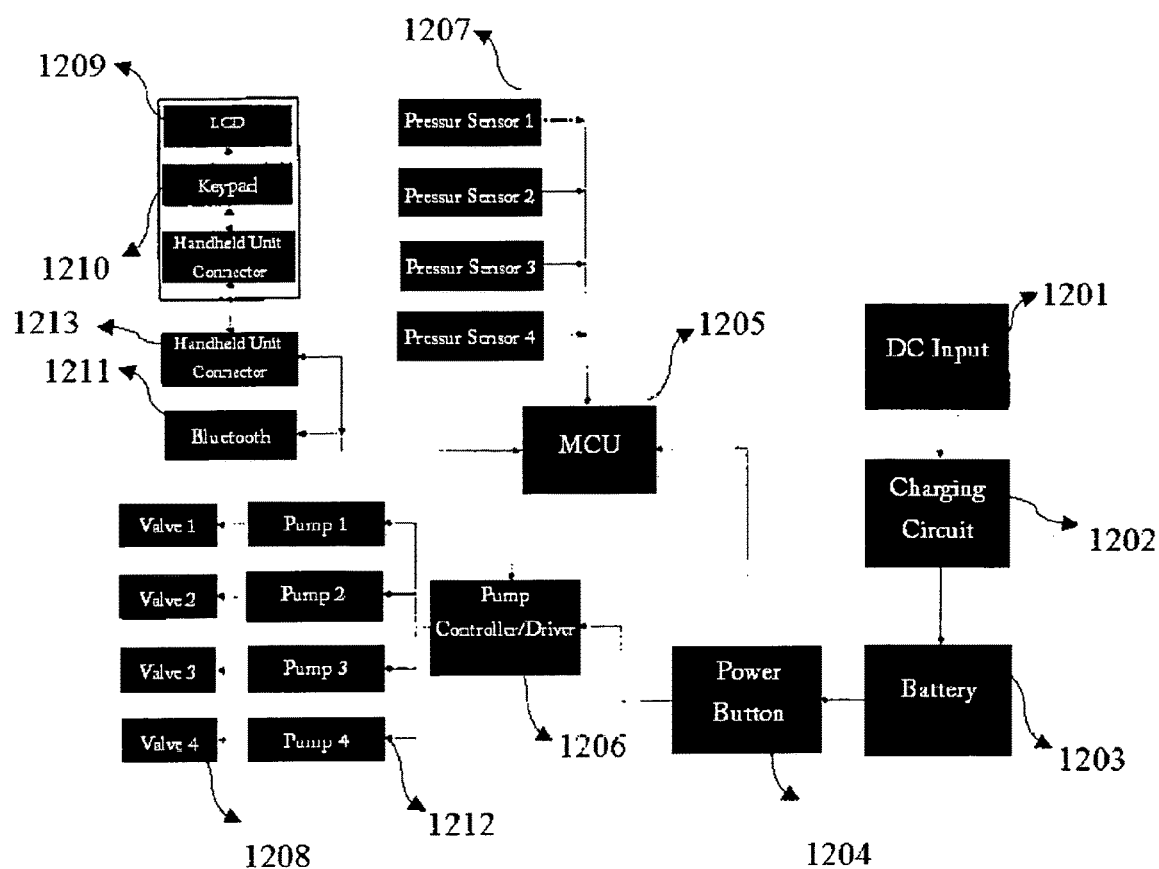 1207
1209
LCD
Pressur Sensor 1
Keypad
Pressur Sensor 2
Handheld Unit
Connector
Pressur Sensor 3
1210
1201
1213
Handheld Unit
Connector
Pressur Sensor 4
1205
DC Input
1211
Bluetooth
MCU
Charging
Circuit
1202
Valve 1
Pump 1
Valve 2
Pump 2
Pump
Controller/Driver
Valve 3
Pump 3
Power
Button
Battery
Valve 4
Pump 4
1206
1203
1212
1208
1204